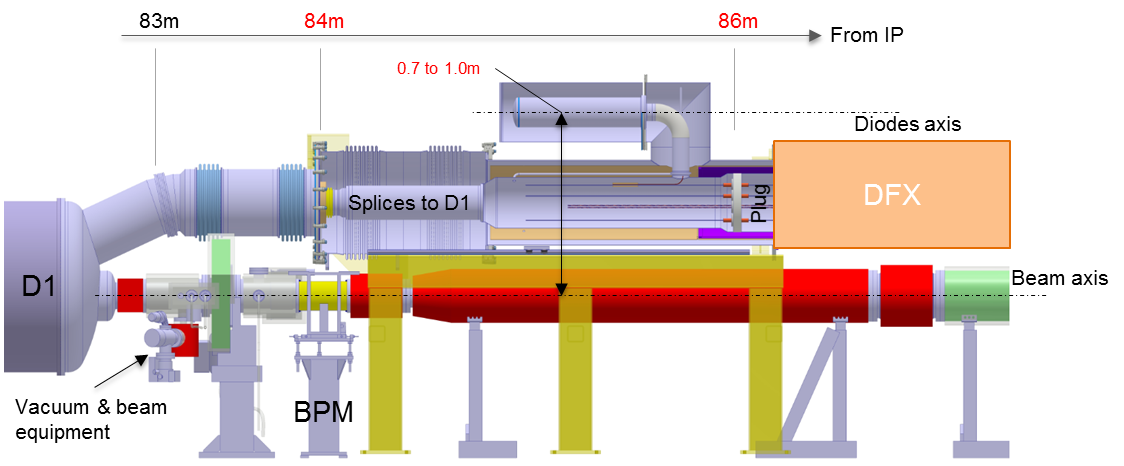 83m
84m
86m
From IP
0.7 to 1.0m
Diodes axis
Splices to D1
Plug
DFX
D1
Beam axis
BPM
Vacuum & beam
equipment